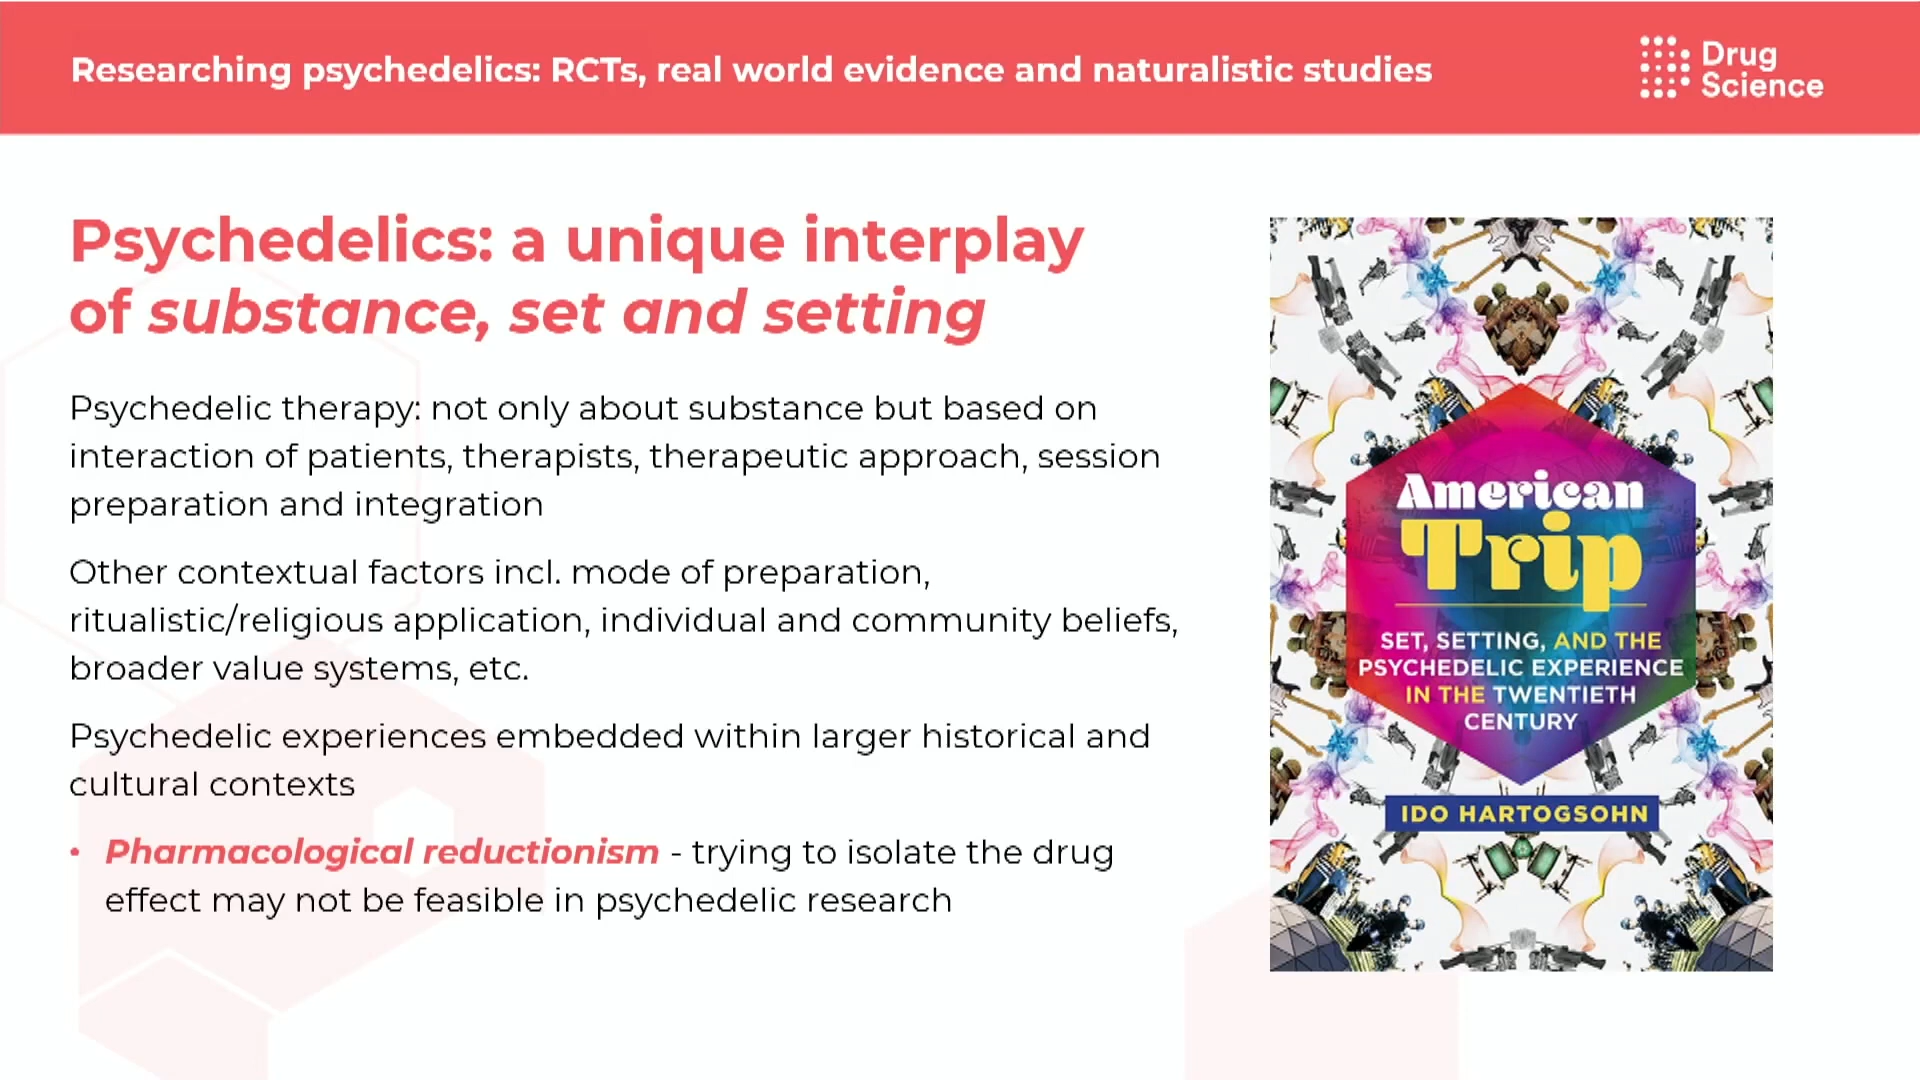 Researching psychedelics: RCTs, real world evidence and naturalistic studies
Drug
Science
Psychedelics: a unique interplay
of substance, set and setting
Psychedelic therapy: not only about substance but based on
interaction of patients, therapists, therapeutic approach, session
preparation and integration
Other contextual factors incl. mode of preparation,
ritualistic/religious application, individual and community beliefs,
broader value systems, etc.
Psychedelic experiences embedded within larger historical and
cultural contexts
• Pharmacological reductionism - trying to isolate the drug
effect may not be feasible in psychedelic research
American
Trip
SET, SETTING, AND THE
PSYCHEDELIC EXPERIENCE
IN THE TWENTIETH
CENTURY
IDO HARTOGSOHN